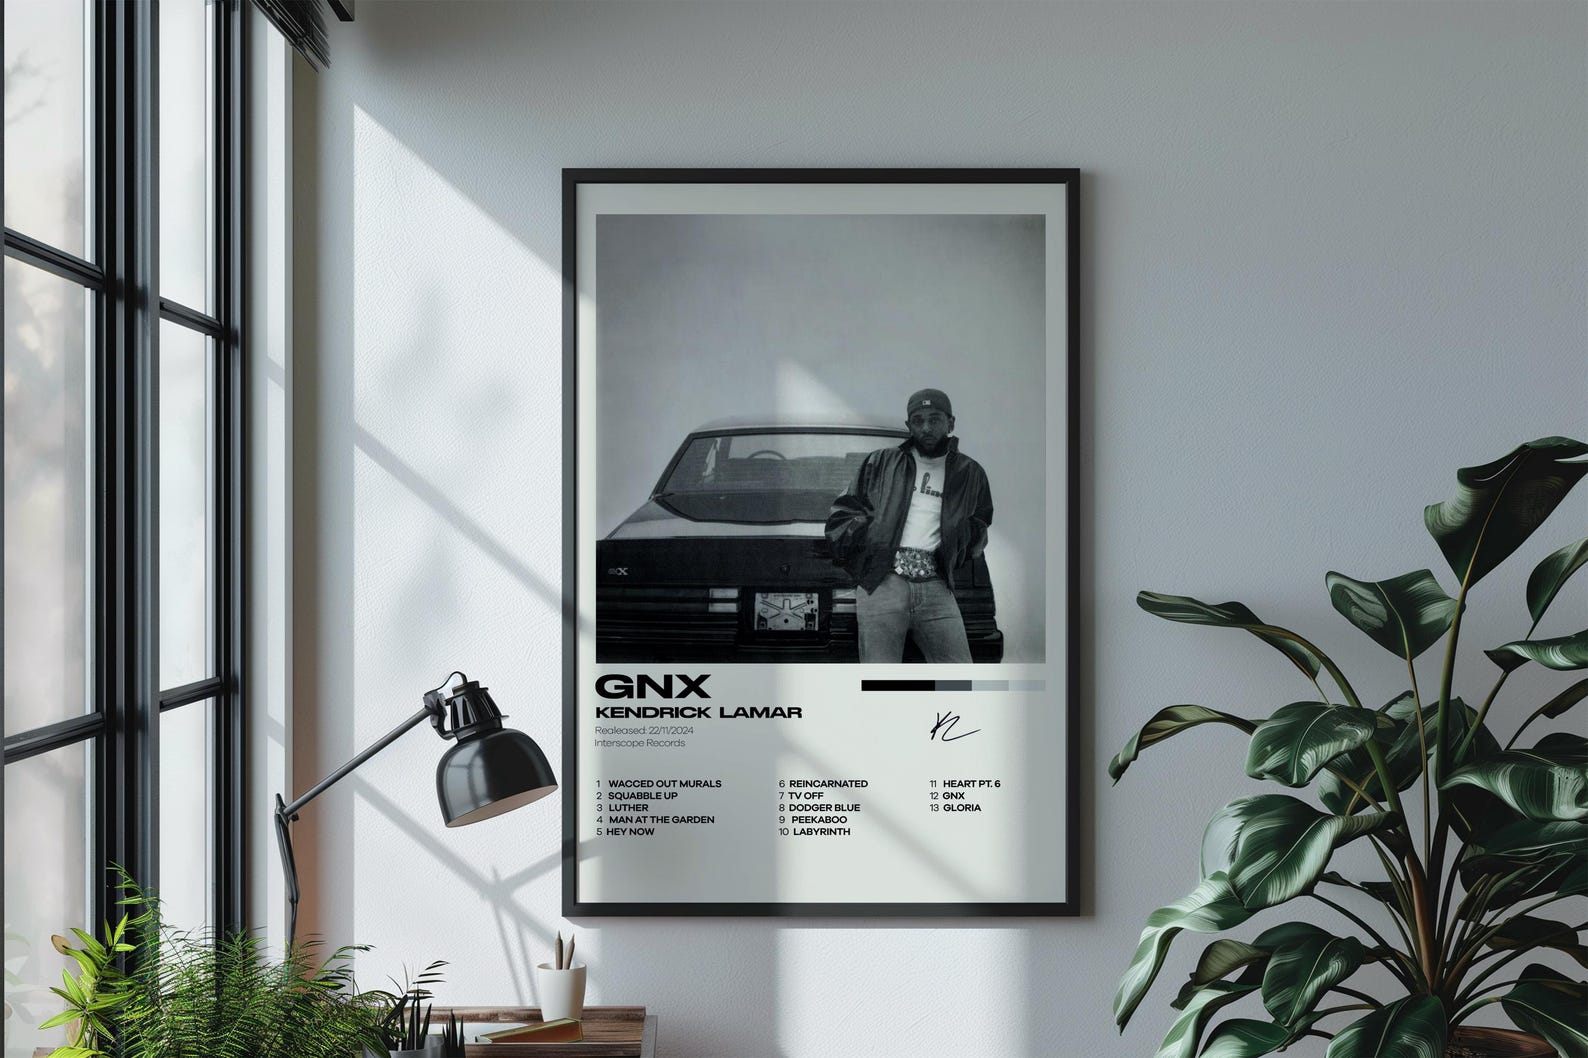 GNX
GNX
KENDRICK LAMAR
Realeased: 22/11/2024
Interscope Records
1 WACCED OUT MURALS
2 SQUABBLE UP
3 LUTHER
4 MAN AT THE GARDEN
5 HEY NOW
6 REINCARNATED
7 TV OFF
8 DODGER BLUE
9 PEEKABOO
10 LABYRINTH
11 HEART PT. 6
12 GNX
13 GLORIA